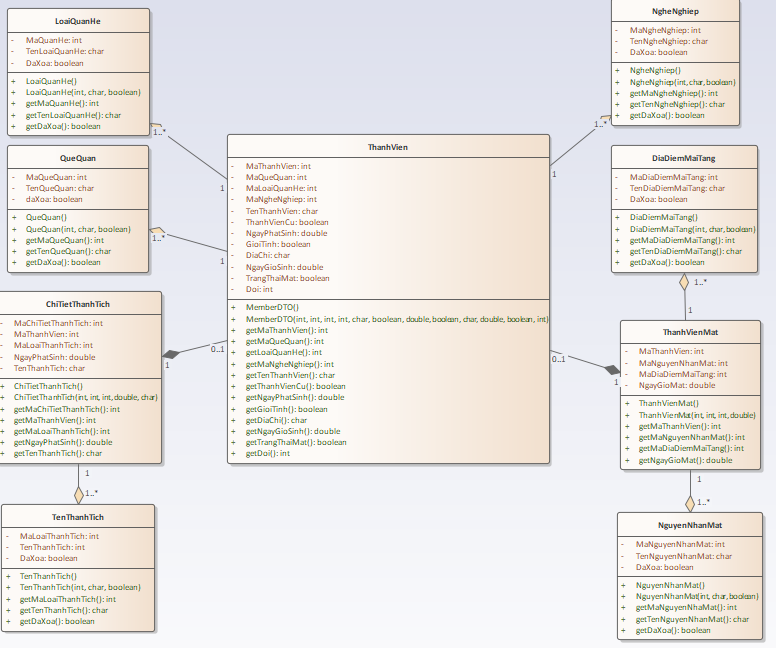 LoaiQuanHe
- MaQuanHe: int
- TenLoaiQuanHe: char
- DaXoa: boolean
+ LoaiQuanHe()
+ LoaiQuanHe(int, char, boolean)
+ getMaQuanHe(): int
+ getTenLoaiQuanHe(): char
+ getDaXoa(): boolean
1..*
1
NgheNghiep
- MaNgheNghiep: int
- TenNgheNghiep: char
- DaXoa: boolean
+ NgheNghiep()
+ NgheNghiep(int, char, boolean)
+ getMaNgheNghiep(): int
+ getTenNgheNghiep(): char
+ getDaXoa(): boolean
1..*
1
QueQuan
- MaQueQuan: int
- TenQueQuan: char
- daXoa: boolean
+ QueQuan()
+ QueQuan(int, char, boolean)
+ getMaQueQuan(): int
+ getTenQueQuan(): char
+ getDaXoa(): boolean
1..*
1
ThanhVien
- MaThanhVien: int
- MaQueQuan: int
- MaLoaiQuanHe: int
- MaNgheNghiep: int
- TenThanhVien: char
- ThanhVienCu: boolean
- NgayPhatSinh: double
- GioiTinh: boolean
- DiaChi: char
- NgayGioSinh: double
- TrangThaiMat: boolean
- Doi: int
+ MemberDTO()
+ MemberDTO(int, int, int, int, char, boolean, double, boolean, char, double, boolean, int)
+ getMaThanhVien(): int
+ getMaQueQuan(): int
+ getLoaiQuanHe(): int
+ getMaNgheNghiep(): int
+ getTenThanhVien(): char
+ getThanhVienCu(): boolean
+ getNgayPhatSinh(): double
+ getGioiTinh(): boolean
+ getDiaChi(): char
+ getNgayGioSinh(): double
+ getTrangThaiMat(): boolean
+ getDoi(): int
DiaDiemMaiTang
- MaDiaDiemMaiTang: int
- TenDiaDiemMaiTang: char
- DaXoa: boolean
+ DiaDiemMaiTang()
+ DiaDiemMaiTang(int, char, boolean)
+ getMaDiaDiemMaiTang(): int
+ getTenDiaDiemMaiTang(): char
+ getDaXoa(): boolean
1..*
1
ChiTietThanhTich
- MaChiTietThanhTich: int
- MaThanhVien: int
- MaLoaiThanhTich: int
- NgayPhatSinh: double
- TenThanhTich: char
+ ChiTietThanhTich()
+ ChiTietThanhTich(int, int, int, double, char)
+ getMaChiTietThanhTich(): int
+ getMaThanhVien(): int
+ getMaLoaiThanhTich(): int
+ getNgayPhatSinh(): double
+ getTenThanhTich(): char
0..1
1
ThanhVienMat
- MaThanhVien: int
- MaNguyenNhanMat: int
- MaDiaDiemMaiTang: int
- NgayGioMat: double
+ ThanhVienMat()
+ ThanhVienMat(int, int, int, double)
+ getMaThanhVien(): int
+ getMaNguyenNhanMat(): int
+ getMaDiaDiemMaiTang(): int
+ getNgayGioMat(): double
0..1
1
1
1..*
TenThanhTich
- MaLoaiThanhTich: int
- TenThanhTich: int
- DaXoa: boolean
+ TenThanhTich()
+ TenThanhTich(int, char, boolean)
+ getMaLoaiThanhTich(): int
+ getTenThanhTich(): char
+ getDaXoa(): boolean
1
1..*
NguyenNhanMat
- MaNguyenNhanMat: int
- TenNguyenNhanMat: char
- DaXoa: boolean
+ NguyenNhanMat()
+ NguyenNhanMat(int, char, boolean)
+ getMaNguyenNhaMat(): int
+ getTenNguyenNhanMat(): char
+ getDaXoa(): boolean